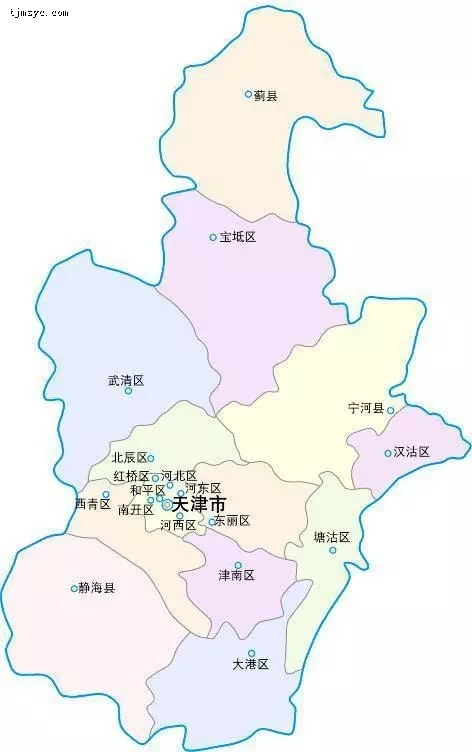 tjmsyc.com
蓟县
宝坻区
武清区
宁河县
汉沽区
北辰区
红桥区
河北区
和平区
河东区
西青区
南开区
天津市
河西区
东丽区
塘沽区
津南区
静海县
大港区